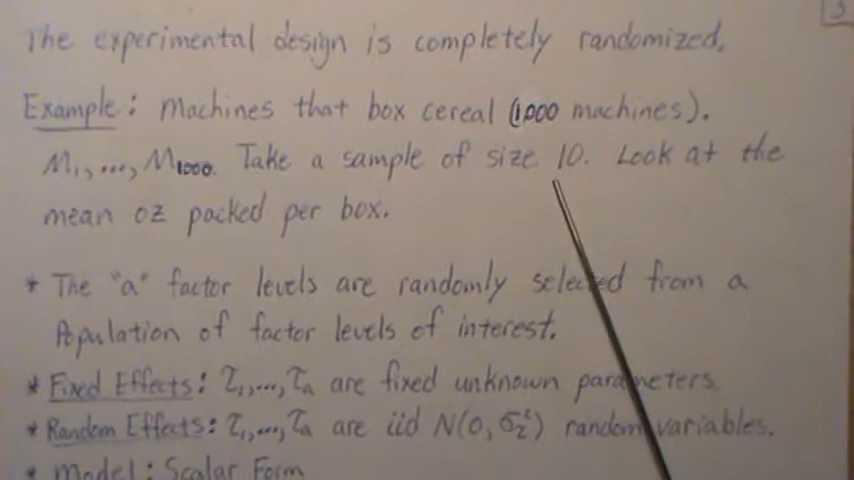 3
The experimental design is completely randomized.
Example: Machines that box cereal (1000 machines).
M₁,..., M₁₀₀₀. Take a sample of size 10. Look at the
mean oz packed per box.
* The "a" factor levels are randomly selected from a
Population of factor levels of interest.
* Fixed Effects: τ₁,...,τₐ are fixed unknown parameters.
* Random Effects: τ₁,...,τₐ are iid N(0, σ²_τ) random variables.
* Model: Scalar Form